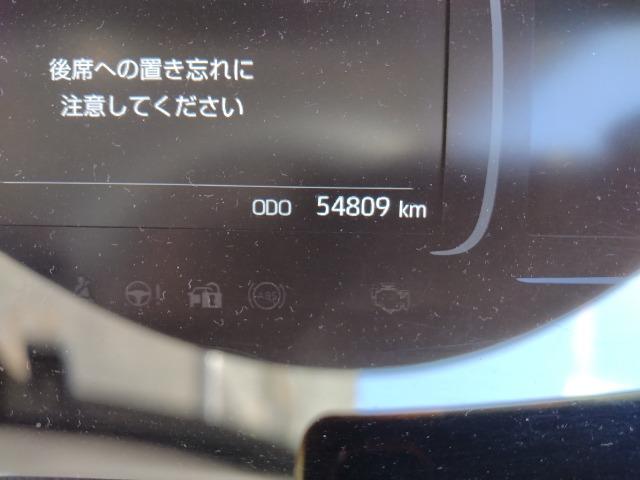 後席への置き忘れに
注意してください
ODO 54809 km
ABS